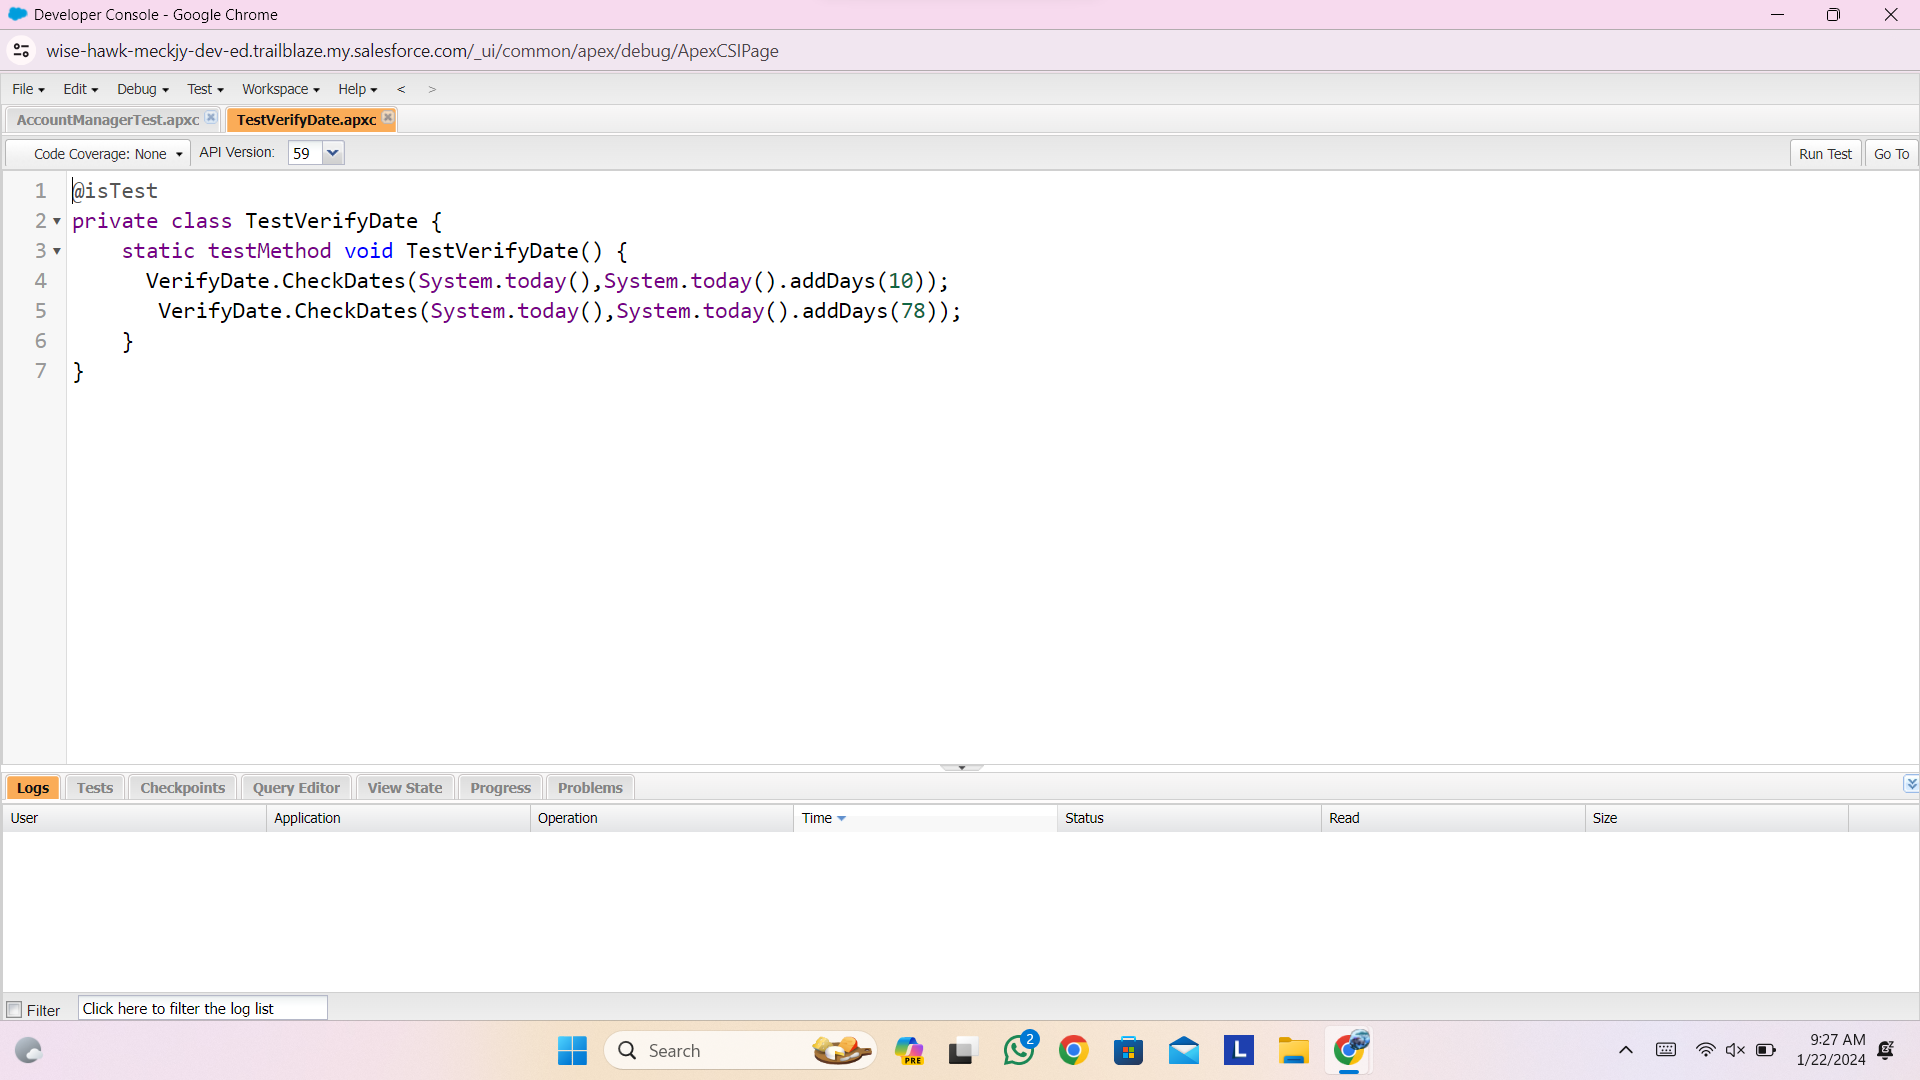 Developer Console - Google Chrome
wise-hawk-meckjy-dev-ed.trailblaze.my.salesforce.com/_ui/common/apex/debug/ApexCSIPage
File Edit Debug Test Workspace Help < >
AccountManagerTest.apxc TestVerifyDate.apxc
Code Coverage: None API Version: 59 Run Test Go To
1 @isTest
2 private class TestVerifyDate {
3 static testMethod void TestVerifyDate() {
4 VerifyDate.CheckDates(System.today(),System.today().addDays(10));
5 VerifyDate.CheckDates(System.today(),System.today().addDays(78));
6 }
7 }
Logs Tests Checkpoints Query Editor View State Progress Problems
User Application Operation Time Status Read Size
Filter Click here to filter the log list
Search PRE 2 L 9:27 AM
1/22/2024